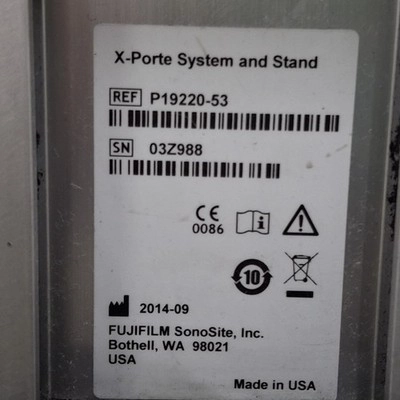 X-Porte System and Stand
REF P19220-53
SN 03Z988
CE
0086
i
10
2014-09
FUJIFILM SonoSite, Inc.
Bothell, WA 98021
USA
Made in USA